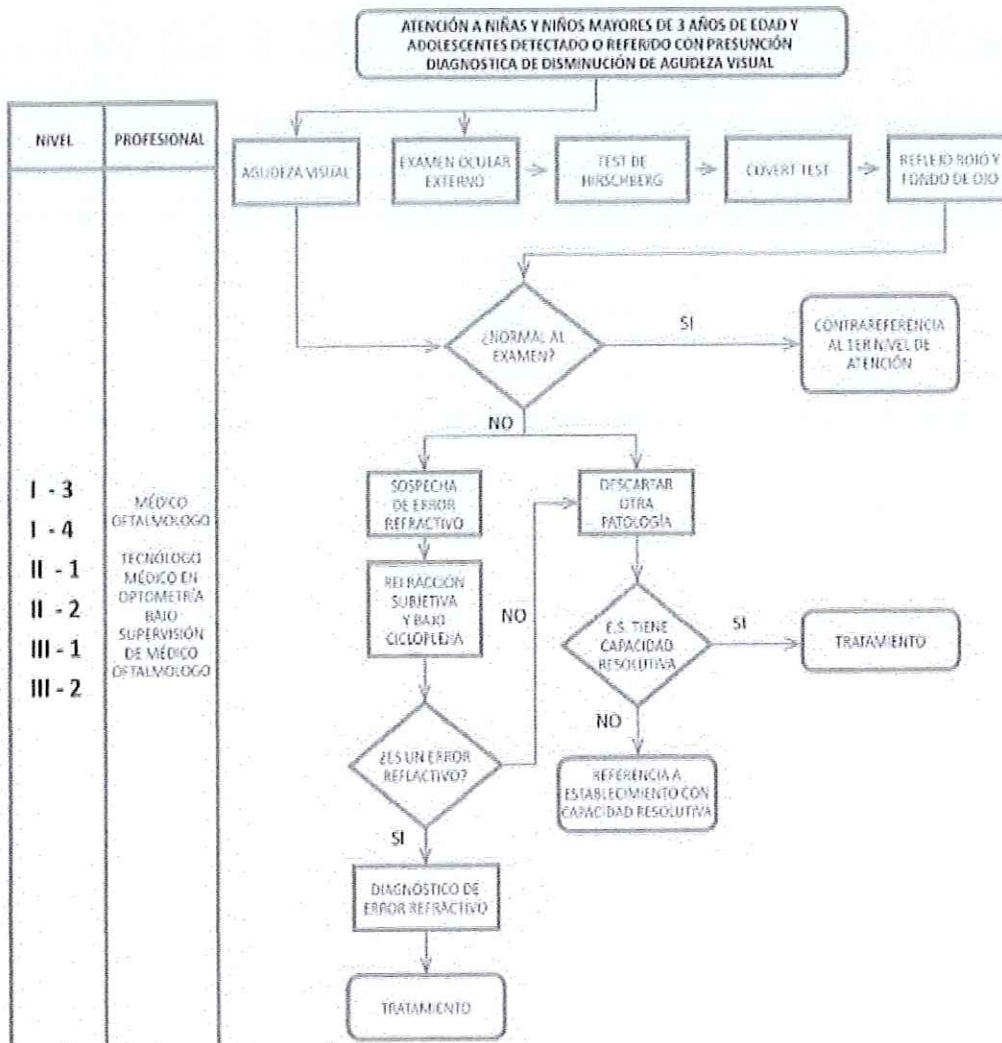 ATENCIÓN A NIÑAS Y NIÑOS MAYORES DE 3 AÑOS DE EDAD Y
ADOLESCENTES DETECTADO O REFERIDO CON PRESUNCIÓN
DIAGNOSTICA DE DISMINUCIÓN DE AGUDEZA VISUAL
NIVEL
PROFESIONAL
AGUDEZA VISUAL
EXAMEN OCULAR
EXTERNO
TEST DE
HIRSCHBERG
COVERT TEST
REFLEJO ROJO Y
FONDO DE OJO
¿NORMAL AL
EXAMEN?
SI
CONTRAREFERENCIA
AL 1ER NIVEL DE
ATENCIÓN
NO
I - 3
I - 4
II - 1
II - 2
III - 1
III - 2
MÉDICO
OFTALMOLOGO
TECNÓLOGO
MÉDICO EN
OPTOMETRÍA
BAJO
SUPERVISIÓN
DE MÉDICO
OFTALMOLOGO
SOSPECHA
DE ERROR
REFRACTIVO
DESCARTAR
OTRA
PATOLOGÍA
REFRACCIÓN
SUBJETIVA
Y BAJO
CICLOPLEJIA
NO
E.S. TIENE
CAPACIDAD
RESOLUTIVA
SI
TRATAMIENTO
NO
¿ES UN ERROR
REFLACTIVO?
REFERENCIA A
ESTABLECIMIENTO CON
CAPACIDAD RESOLUTIVA
SI
DIAGNÓSTICO DE
ERROR REFRACTIVO
TRATAMIENTO